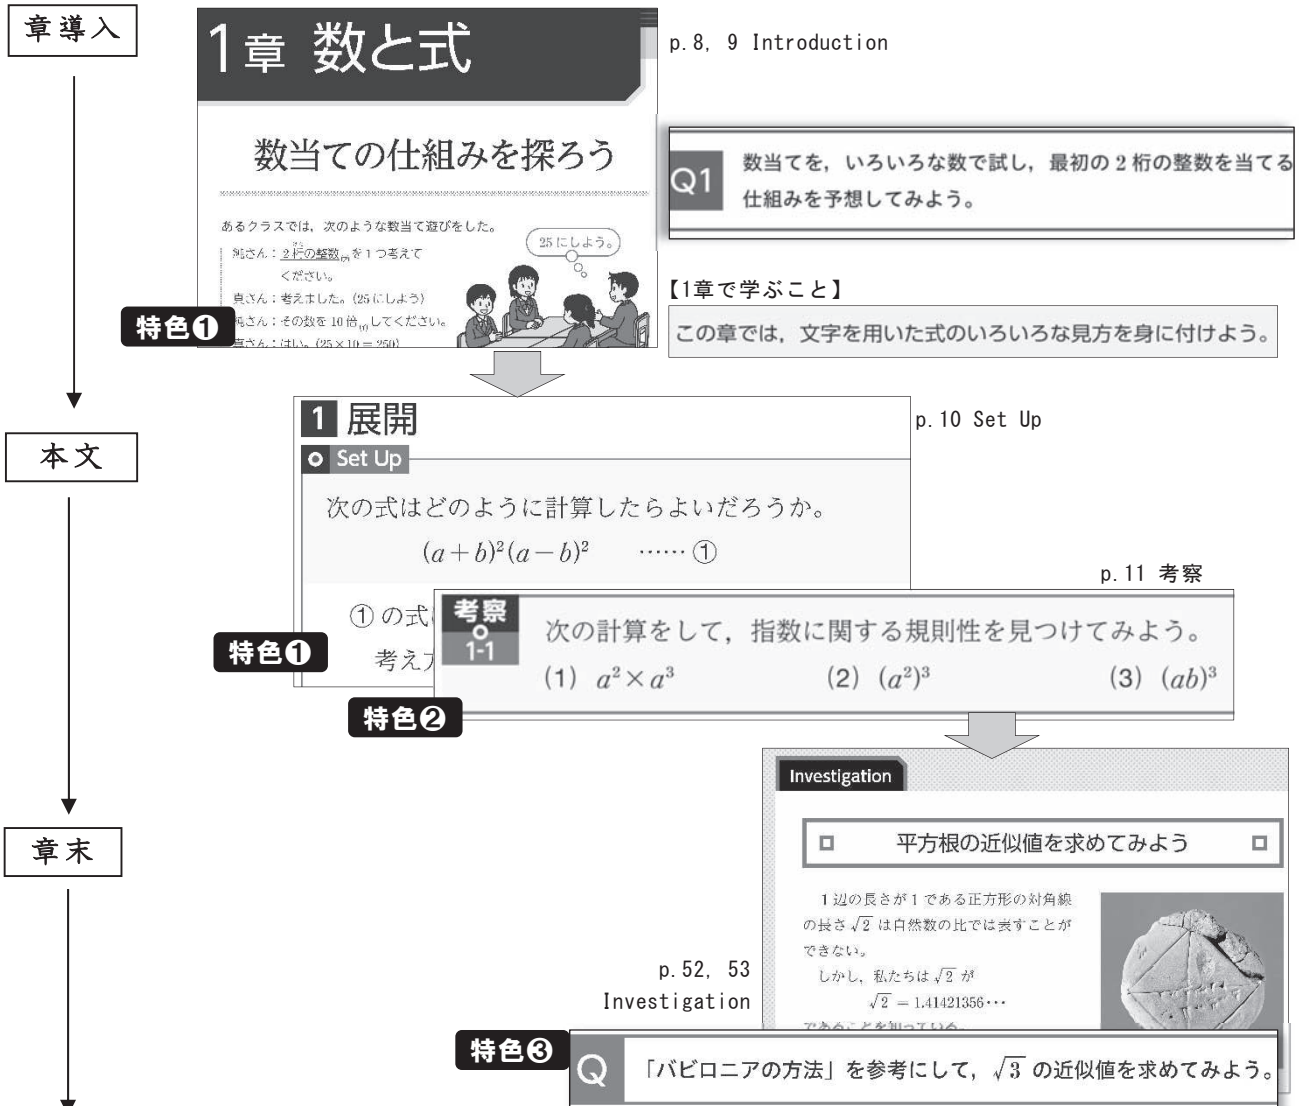 章導入
1章 数と式
p.8, 9 Introduction
数当ての仕組みを探ろう
Q1
数当てを，いろいろな数で試し，最初の2桁の整数を当てる
仕組みを予想してみよう。
あるクラスでは，次のような数当て遊びをした。
純さん：2桁の整数(ア)を1つ考えて
ください。
真さん：考えました。(25にしよう)
純さん：その数を10倍(イ)してください。
真さん：はい。(25×10＝250)
25にしよう。
特色❶
【1章で学ぶこと】
この章では，文字を用いた式のいろいろな見方を身に付けよう。
本文
1 展開
p.10 Set Up
Set Up
次の式はどのように計算したらよいだろうか。
(a＋b)²(a－b)² ……①
①の式
考え方
特色❶
p.11 考察
考察
1-1
次の計算をして，指数に関する規則性を見つけてみよう。
(1) a²×a³ (2) (a²)³ (3) (ab)³
特色❷
章末
Investigation
平方根の近似値を求めてみよう
1辺の長さが1である正方形の対角線
の長さ√2 は自然数の比では表すことが
できない。
しかし，私たちは√2 が
√2 ＝1.41421356…
であることを知っている。
p.52, 53
Investigation
特色❸
Q
「バビロニアの方法」を参考にして，√3 の近似値を求めてみよう。